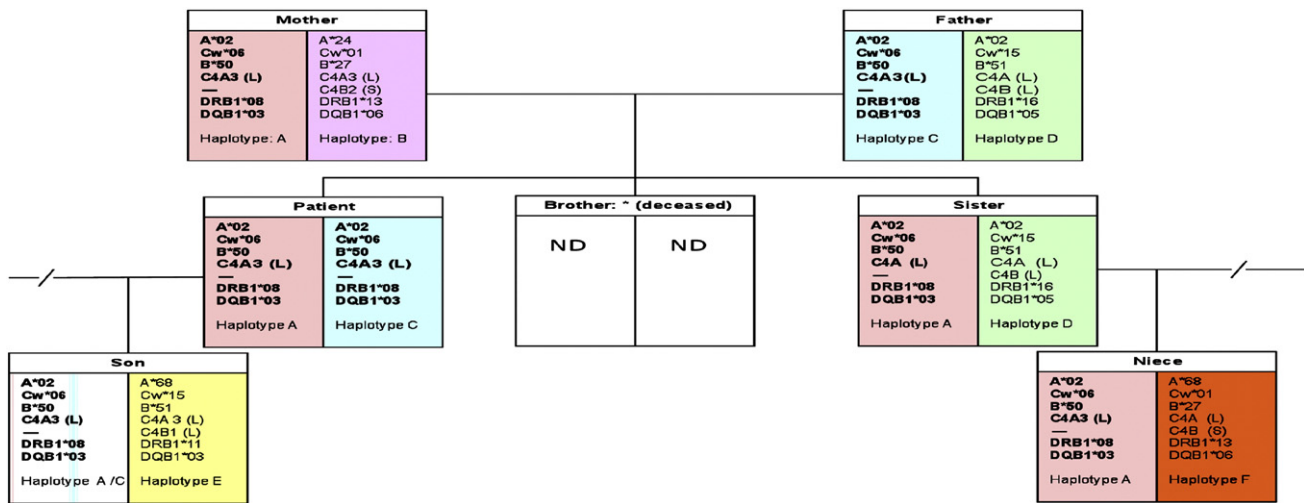 Mother
A*02
Cw*06
B*50
C4A3 (L)
—
DRB1*08
DQB1*03
Haplotype: A
A*24
Cw*01
B*27
C4A3 (L)
C4B2 (S)
DRB1*13
DQB1*06
Haplotype: B
Father
A*02
Cw*06
B*50
C4A3(L)
—
DRB1*08
DQB1*03
Haplotype C
A*02
Cw*15
B*51
C4A (L)
C4B (L)
DRB1*16
DQB1*05
Haplotype D
Patient
A*02
Cw*06
B*50
C4A3 (L)
—
DRB1*08
DQB1*03
Haplotype A
A*02
Cw*06
B*50
C4A3 (L)
—
DRB1*08
DQB1*03
Haplotype C
Brother: * (deceased)
ND
ND
Sister
A*02
Cw*06
B*50
C4A (L)
—
DRB1*08
DQB1*03
Haplotype A
A*02
Cw*15
B*51
C4A (L)
C4B (L)
DRB1*16
DQB1*05
Haplotype D
Son
A*02
Cw*06
B*50
C4A3 (L)
—
DRB1*08
DQB1*03
Haplotype A /C
A*68
Cw*15
B*51
C4A 3 (L)
C4B1 (L)
DRB1*11
DQB1*03
Haplotype E
Niece
A*02
Cw*06
B*50
C4A3 (L)
—
DRB1*08
DQB1*03
Haplotype A
A*68
Cw*01
B*27
C4A (L)
C4B (S)
DRB1*13
DQB1*06
Haplotype F